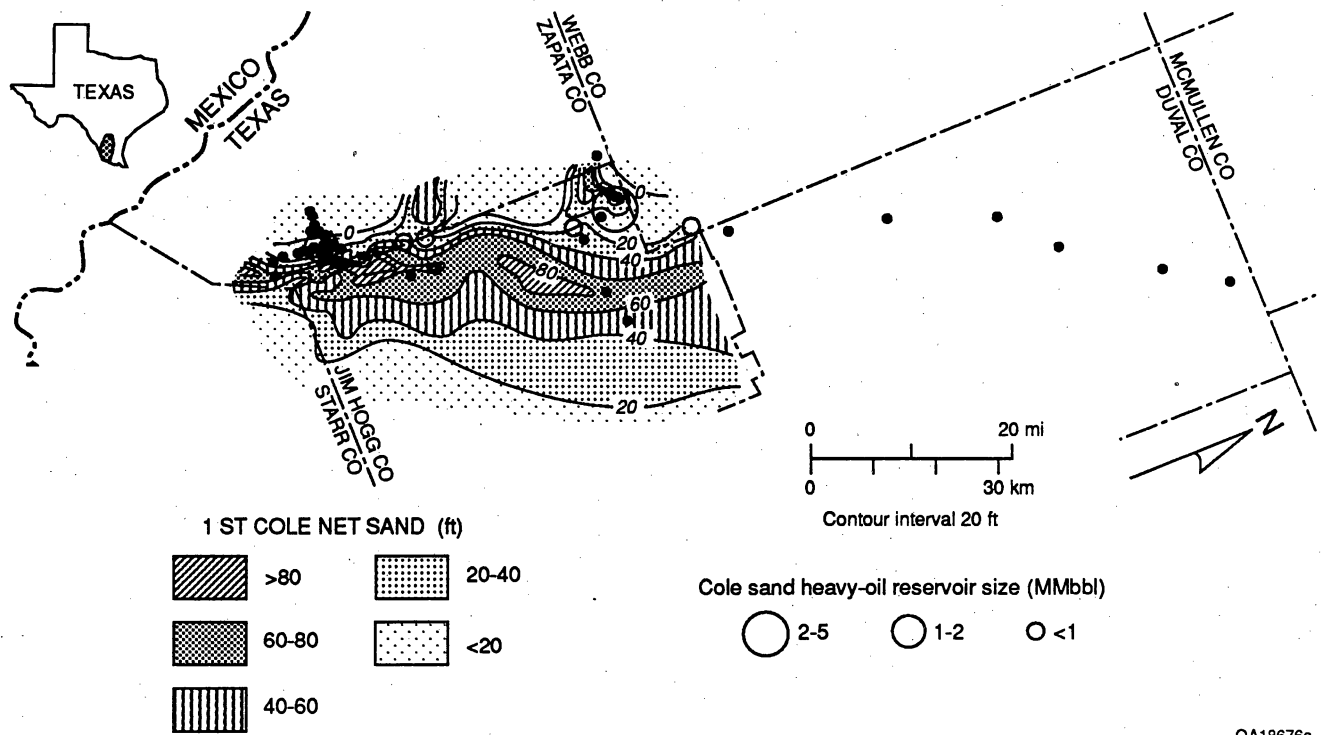 TEXAS
MEXICO
TEXAS
WEBB CO
ZAPATA CO
MCMULLEN CO
DUVAL CO
0
0
20
40
80
60
40
20
JIM HOGG CO
STARR CO
N
0 20 mi
0 30 km
Contour interval 20 ft
1 ST COLE NET SAND (ft)
>80
20-40
60-80
<20
40-60
Cole sand heavy-oil reservoir size (MMbbl)
2-5
1-2
<1